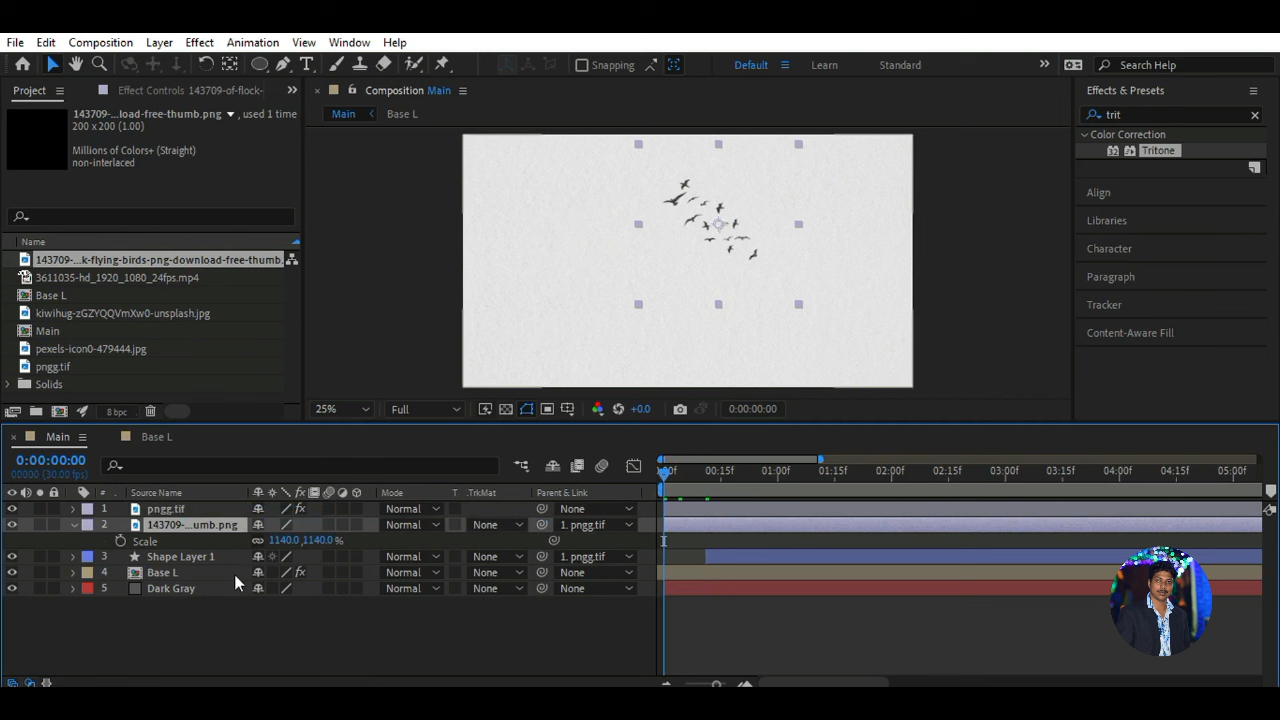 File Edit Composition Layer Effect Animation View Window Help
Snapping Default Learn Standard Search Help
Project Effect Controls 143709-of-flock-
143709-...load-free-thumb.png , used 1 time
200 x 200 (1.00)
Millions of Colors+ (Straight)
non-interlaced
Name
143709-...k-flying-birds-png-download-free-thumb.
3611035-hd_1920_1080_24fps.mp4
Base L
kiwihug-zGZYQQVmXw0-unsplash.jpg
Main
pexels-icon0-479444.jpg
pngg.tif
Solids
8 bpc
Composition Main
Main Base L
25% Full +0.0 0:00:00:00
Effects & Presets
trit
Color Correction
32 Tritone
Align
Libraries
Character
Paragraph
Tracker
Content-Aware Fill
Main Base L
0:00:00:00
00000 (30.00 fps)
# Source Name fx Mode T .TrkMat Parent & Link
:00f 00:15f 01:00f 01:15f 02:00f 02:15f 03:00f 03:15f 04:00f 04:15f 05:00f
1 pngg.tif fx Normal None
2 143709-...umb.png Normal None 1. pngg.tif
Scale 1140.0,1140.0 %
3 Shape Layer 1 Normal None 1. pngg.tif
4 Base L fx Normal None None
5 Dark Gray Normal None None